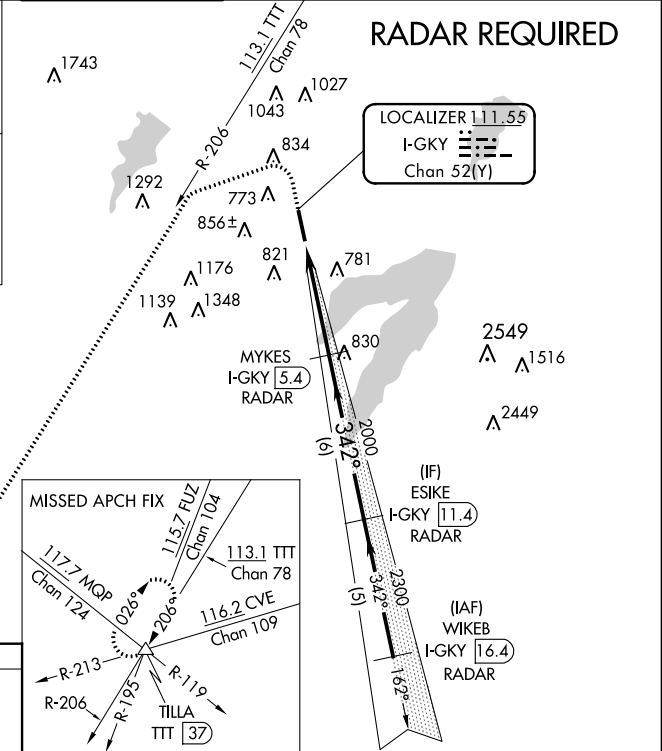 RADAR REQUIRED
113.1 TTT
Chan 78
1743
1043
1027
LOCALIZER 111.55
I-GKY
Chan 52(Y)
R-206
834
1292
773
856±
1176
821
781
1139
1348
830
MYKES
I-GKY 5.4
RADAR
2549
1516
2449
342°
2000
(6)
(IF)
ESIKE
I-GKY 11.4
RADAR
342°
2300
(5)
(IAF)
WIKEB
I-GKY 16.4
RADAR
162°
MISSED APCH FIX
115.7 FUZ
Chan 104
113.1 TTT
Chan 78
117.7 MQP
Chan 124
026°
206°
116.2 CVE
Chan 109
R-213
R-206
R-195
R-119
TILLA
TTT 37